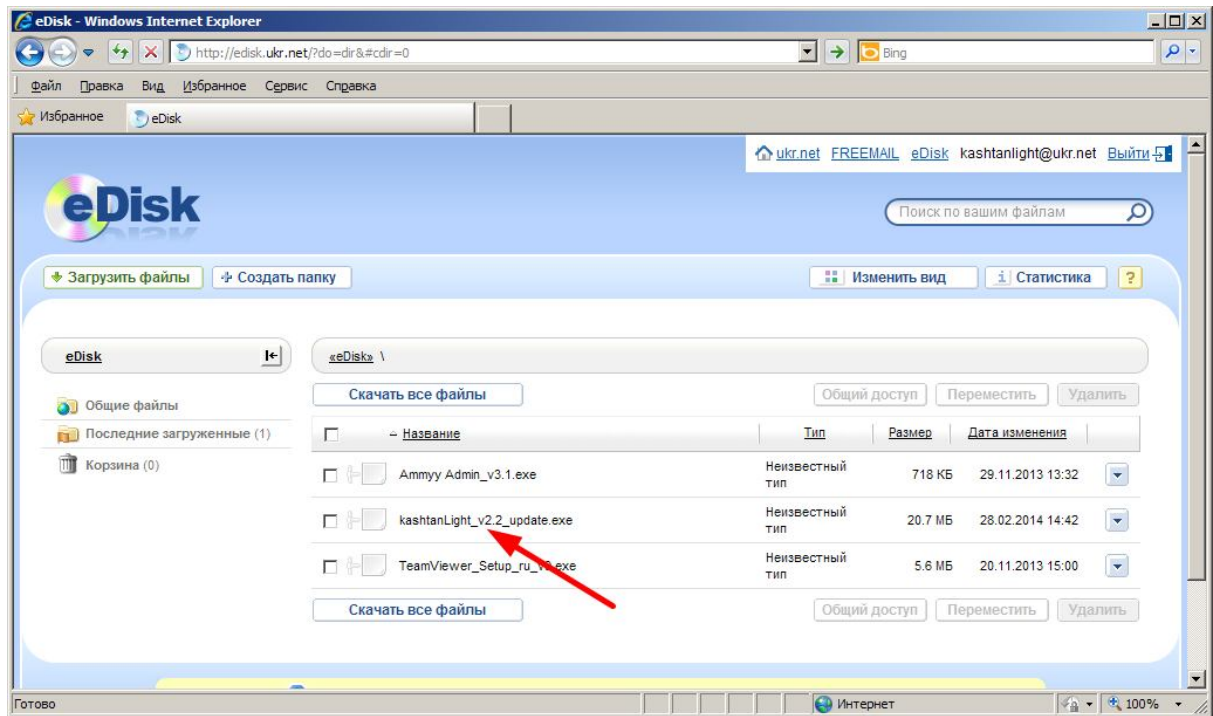 eDisk - Windows Internet Explorer
http://edisk.ukr.net/?do=dir&#cdir=0
Bing
Файл Правка Вид Избранное Сервис Справка
Избранное eDisk
ukr.net FREEMAIL eDisk kashtanlight@ukr.net Выйти
eDisk
Поиск по вашим файлам
Загрузить файлы Создать папку Изменить вид Статистика ?
eDisk «eDisk» \
Скачать все файлы Общий доступ Переместить Удалить
Общие файлы
Последние загруженные (1)
Корзина (0)
Название Тип Размер Дата изменения
Ammyy Admin_v3.1.exe Неизвестный тип 718 КБ 29.11.2013 13:32
kashtanLight_v2.2_update.exe Неизвестный тип 20.7 МБ 28.02.2014 14:42
Неизвестный тип 5.6 МБ 20.11.2013 15:00
Скачать все файлы Общий доступ Переместить Удалить
Готово Интернет 100%